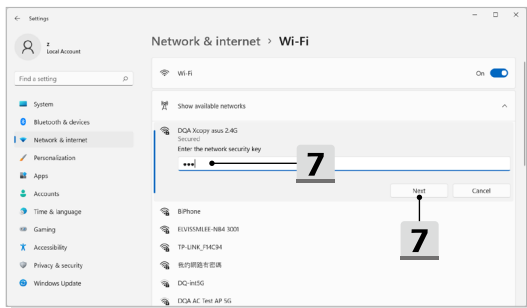 Settings
z
Local Account
Find a setting
System
Bluetooth & devices
Network & internet
Personalization
Apps
Accounts
Time & language
Gaming
Accessibility
Privacy & security
Windows Update
Network & internet › Wi-Fi
Wi-Fi
On
Show available networks
DQA Xcopy asus 2.4G
Secured
Enter the network security key
•••
7
Next
Cancel
7
BiPhone
ELVISSMLEE-N84 3001
TP-LINK_F14C94
我的網路有密碼
DQ-int5G
DQA AC Test AP 5G